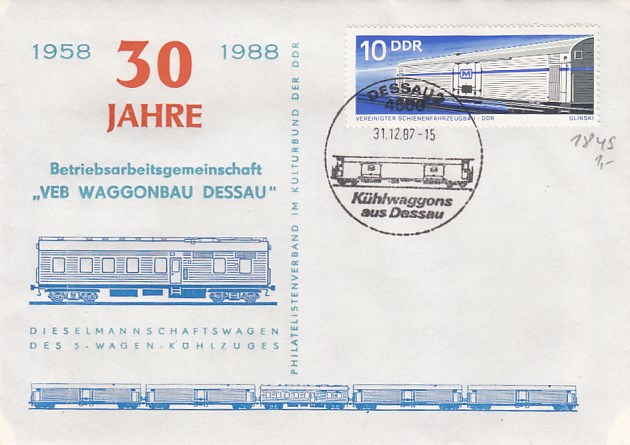 1958 30 1988
JAHRE
Betriebsarbeitsgemeinschaft
„VEB WAGGONBAU DESSAU"
DIESELMANNSCHAFTSWAGEN
DES 5-WAGEN-KÜHLZUGES
PHILATELISTENVERBAND IM KULTURBUND DER DDR
10 DDR
VEREINIGTER SCHIENENFAHRZEUGBAU - DDR GLINSKI
DESSAU 2
4500
31.12.87-15
Kühlwaggons
aus Dessau
1845
1,-